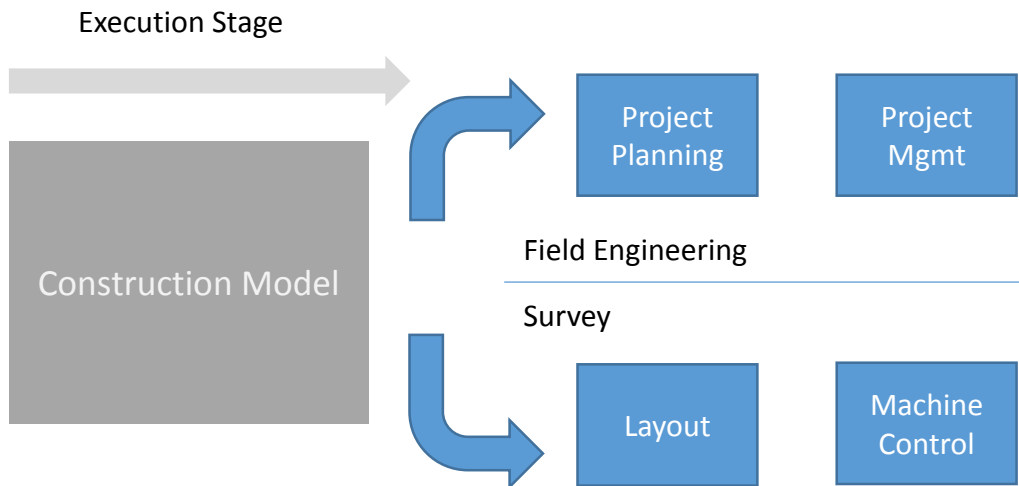 Execution Stage
Project
Planning
Project
Mgmt
Construction Model
Field Engineering
Survey
Layout
Machine
Control